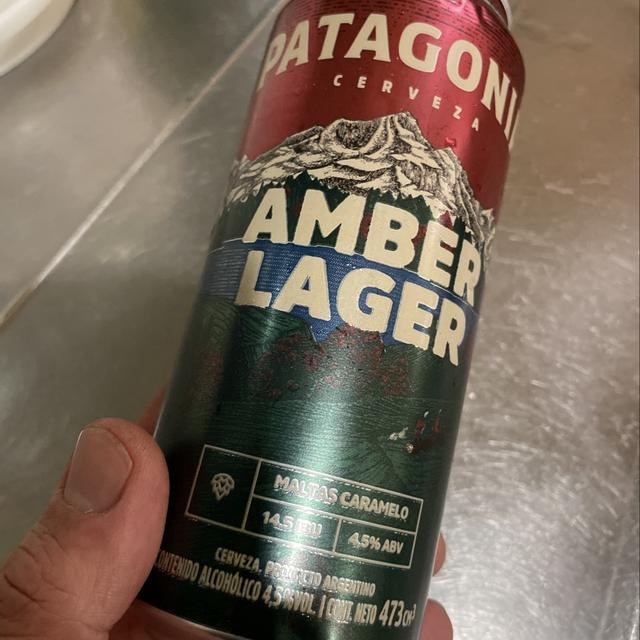 PATAGONI
CERVEZA
AMBER
LAGER
MALTAS CARAMELO
14.5 IBU
4.5% ABV
CERVEZA. PRODUCTO ARGENTINO
CONTENIDO ALCOHÓLICO 4,5%VOL. | CONT. NETO 473 cm³